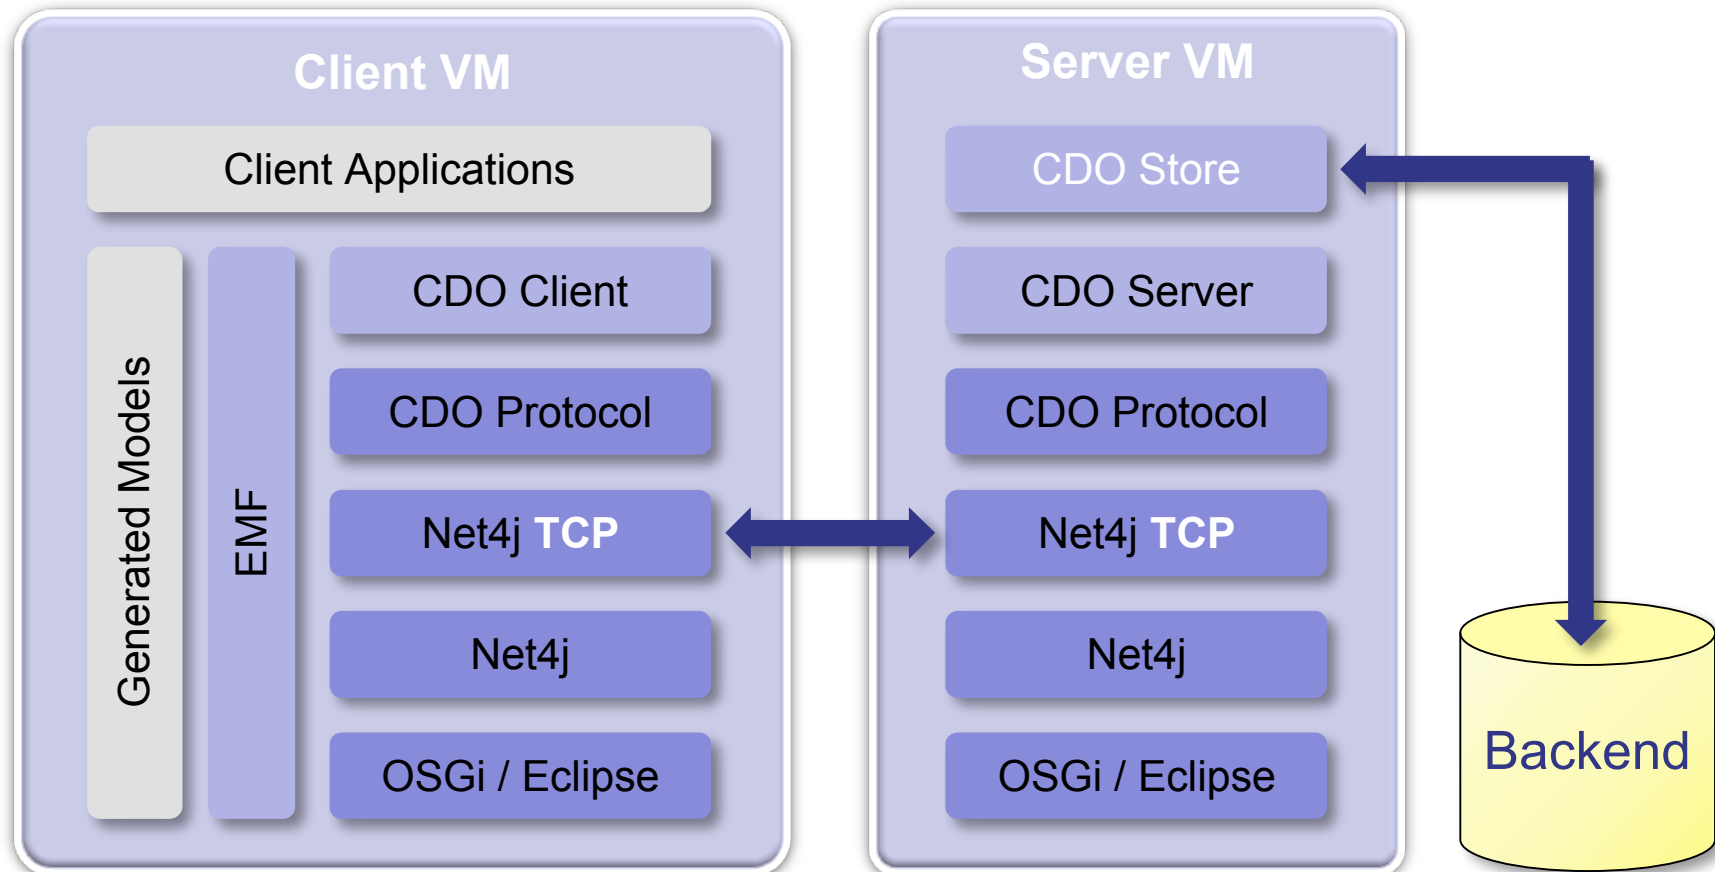 Client VM
Client Applications
Generated Models
EMF
CDO Client
CDO Protocol
Net4j TCP
Net4j
OSGi / Eclipse
Server VM
CDO Store
CDO Server
CDO Protocol
Net4j TCP
Net4j
OSGi / Eclipse
Backend